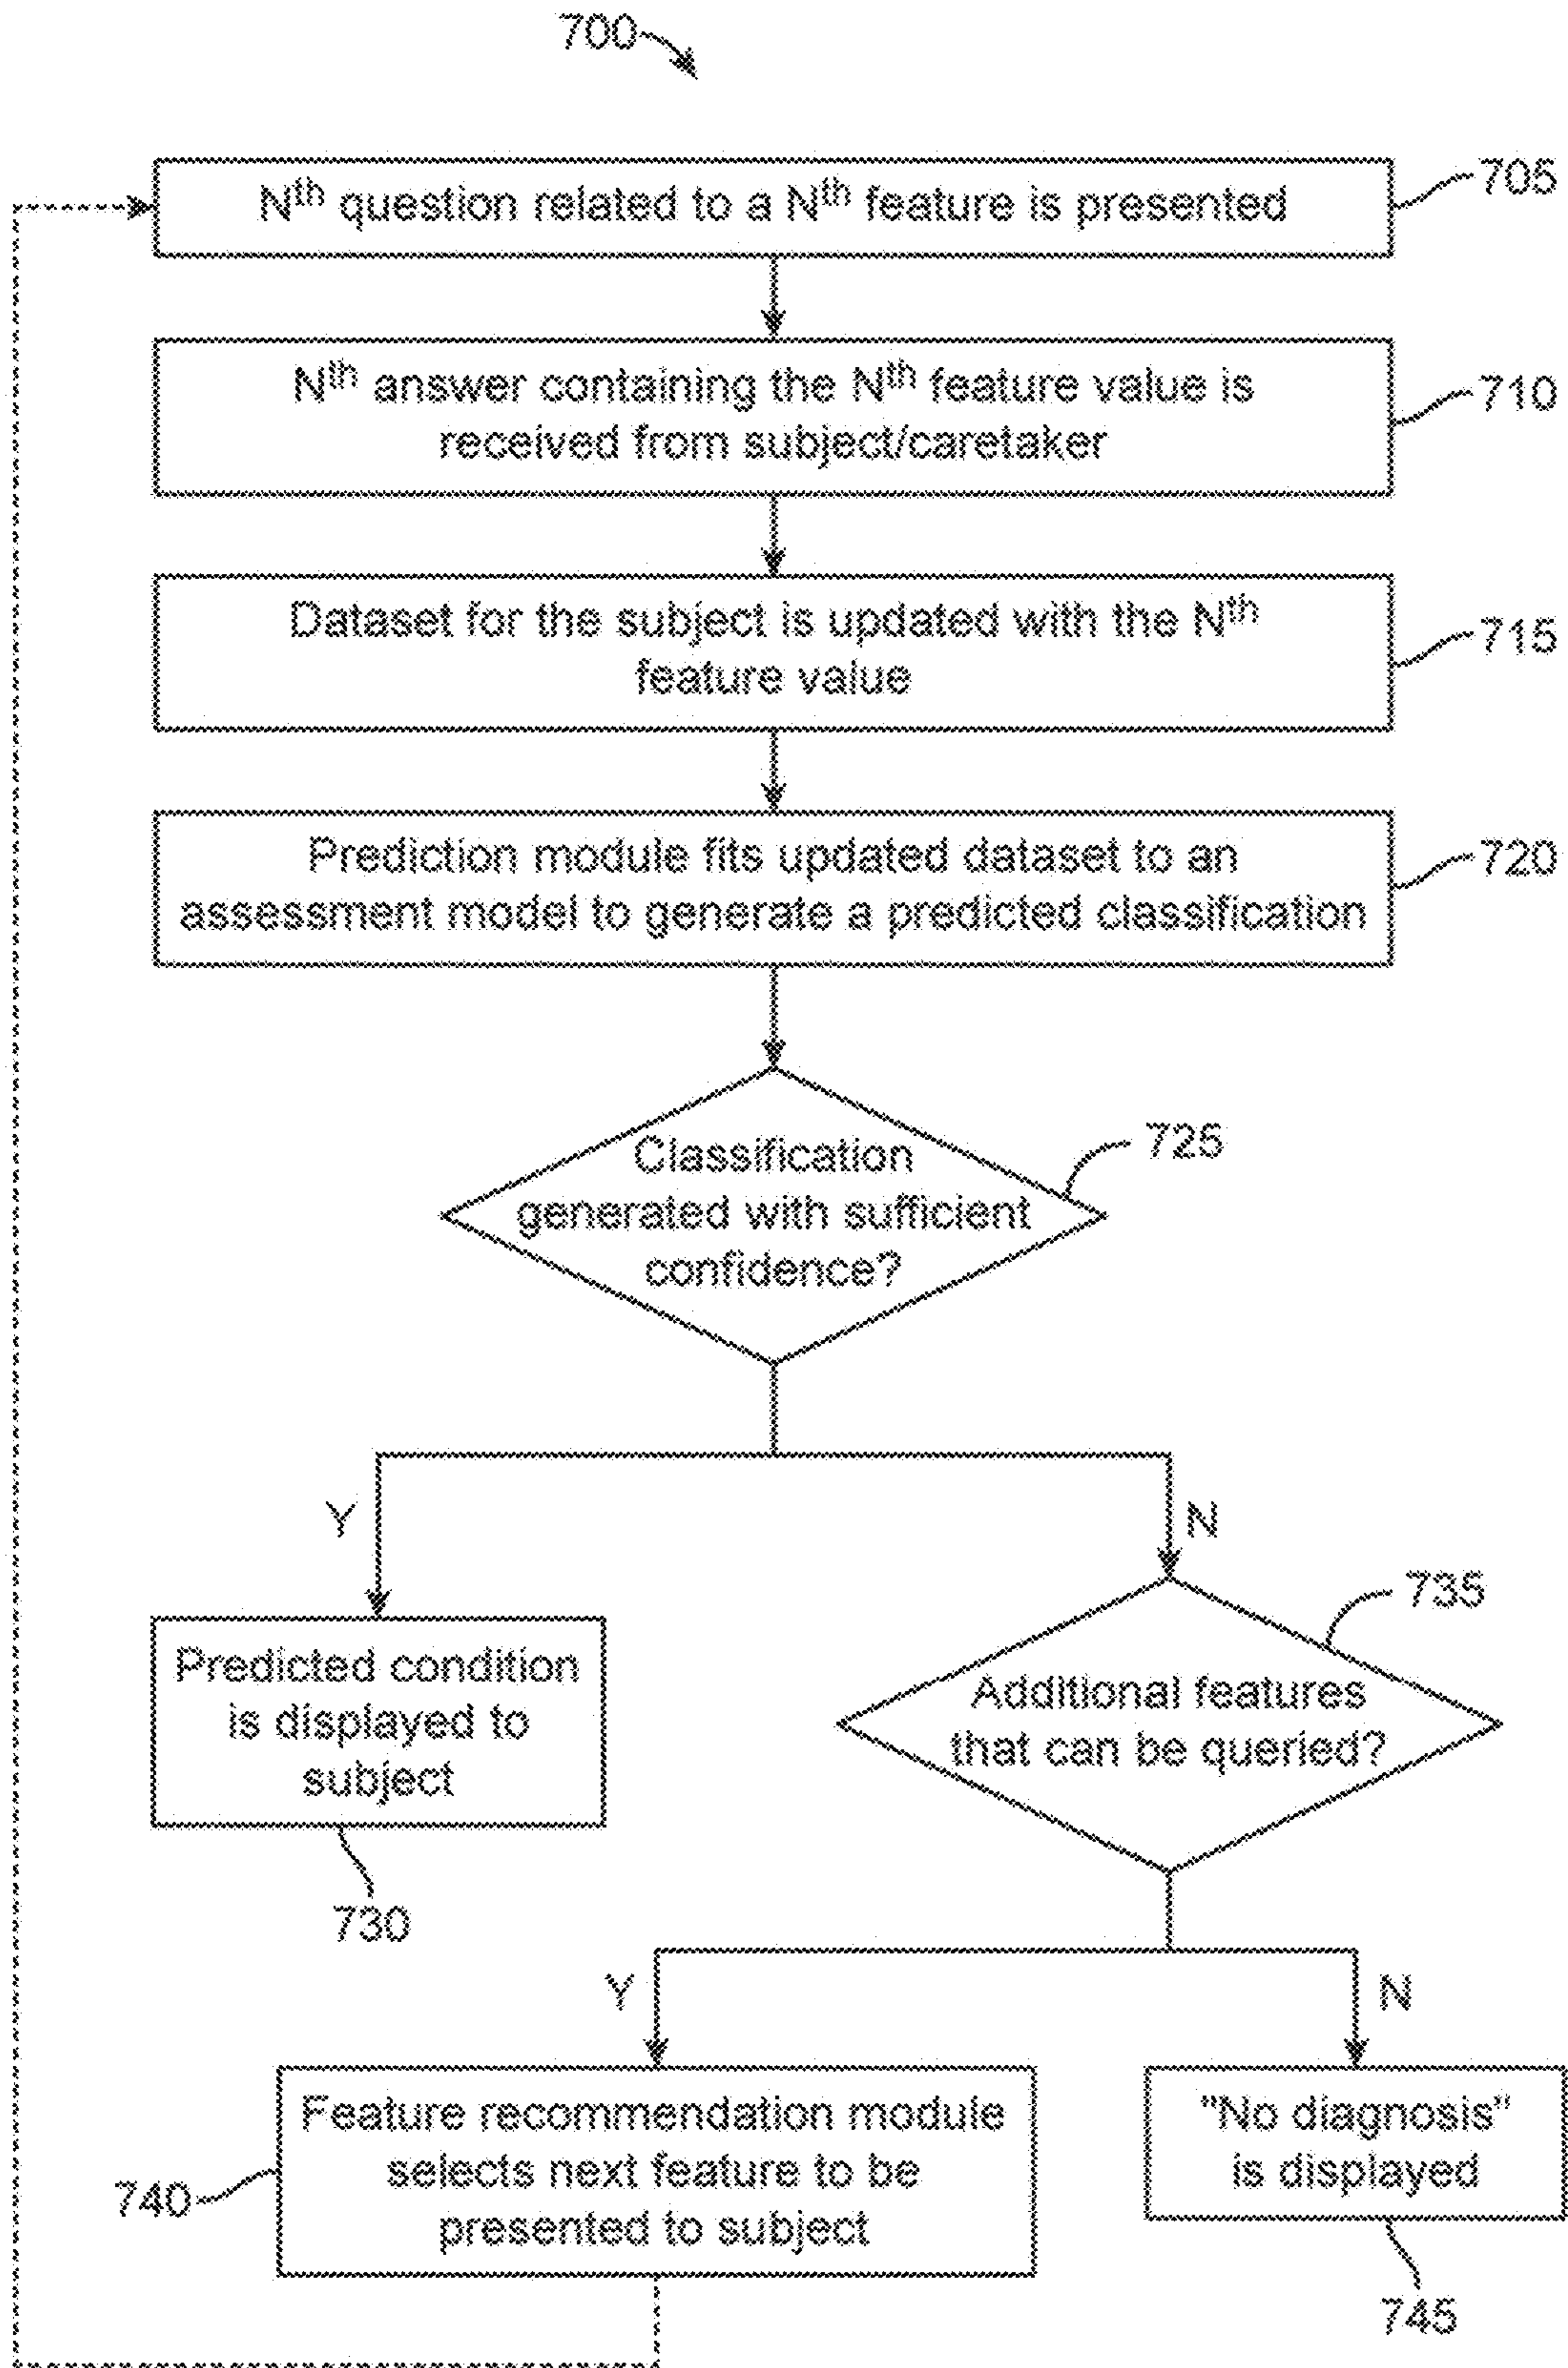 700
Nth question related to a Nth feature is presented
705
Nth answer containing the Nth feature value is
received from subject/caretaker
710
Dataset for the subject is updated with the Nth
feature value
715
Prediction module fits updated dataset to an
assessment model to generate a predicted classification
720
Classification
generated with sufficient
confidence?
725
Y
N
Predicted condition
is displayed to
subject
730
735
Additional features
that can be queried?
Y
N
Feature recommendation module
selects next feature to be
presented to subject
740
"No diagnosis"
is displayed
745